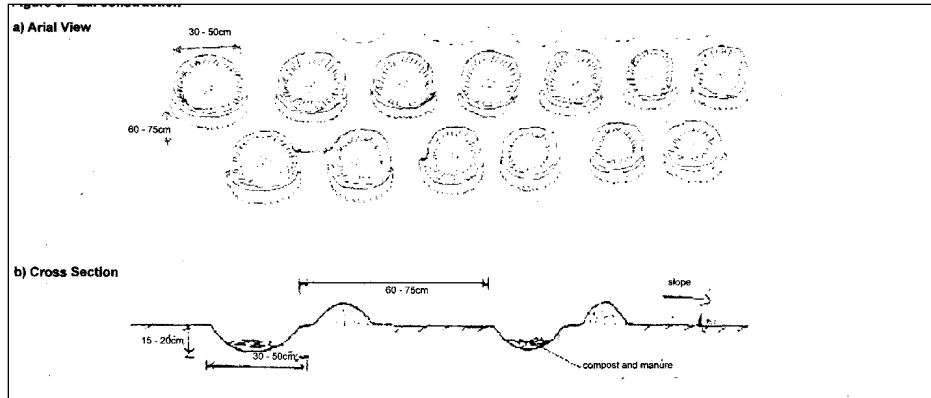 a) Arial View
30 - 50cm
60 - 75cm
b) Cross Section
60 - 75cm
slope
15 - 20cm
30 - 50cm
compost and manure